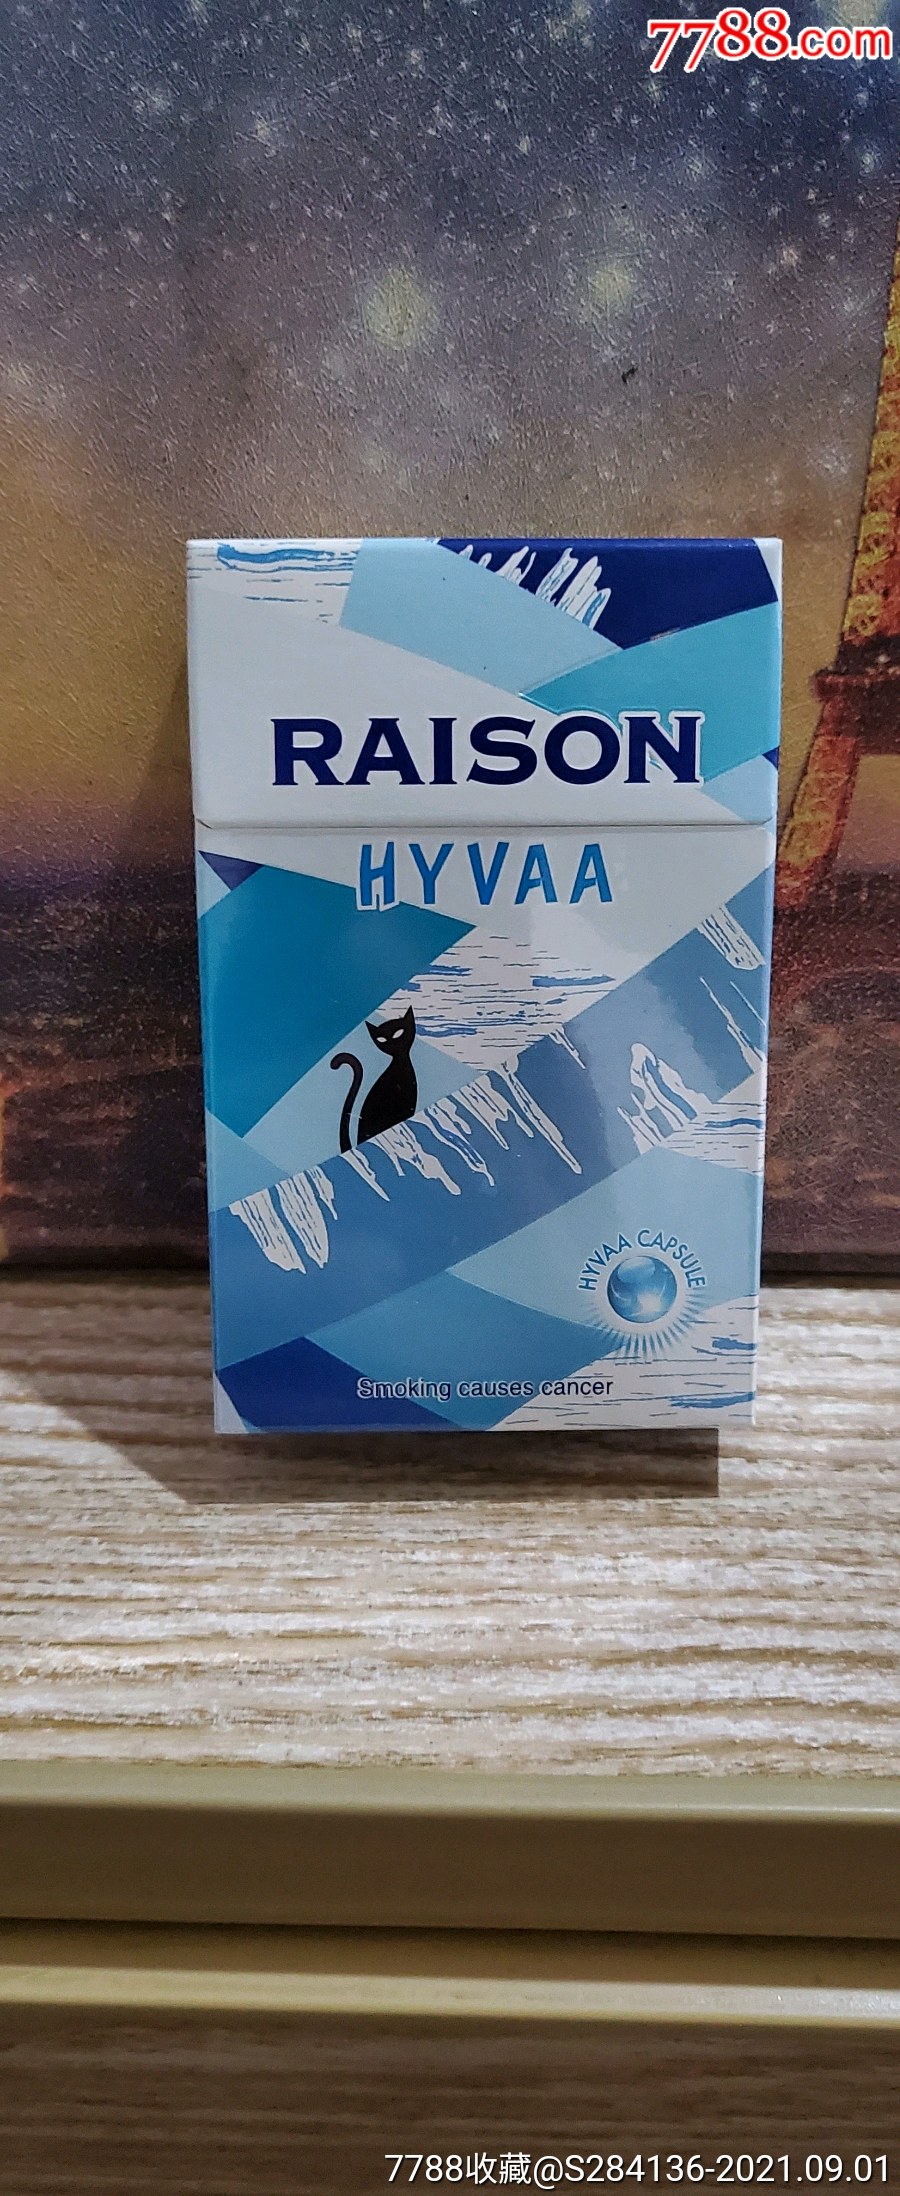 7788.com
RAISON
HYVAA
HYVAA CAPSULE
Smoking causes cancer
7788收藏@S284136-2021.09.01